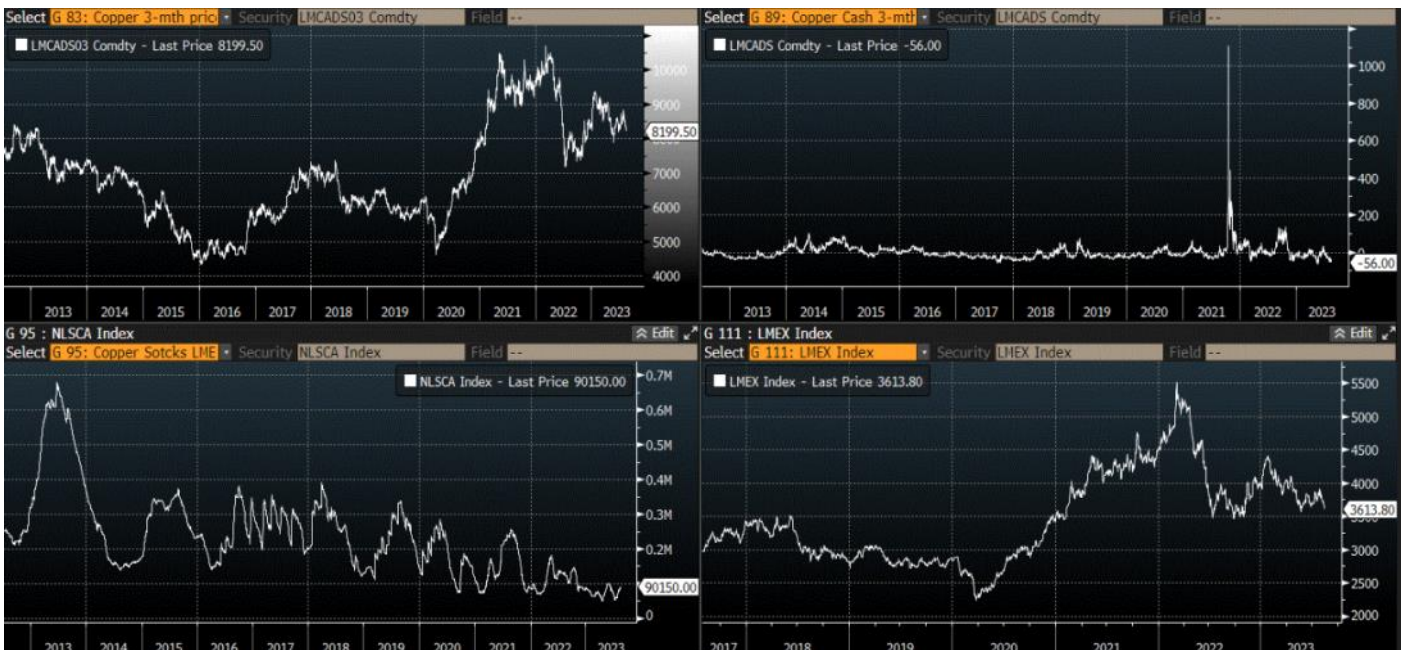 Select G 83: Copper 3-mth pric Security LMCADS03 Comdty Field --
LMCADS03 Comdty - Last Price 8199.50
10000
9000
8199.50
7000
6000
5000
4000
2013 2014 2015 2016 2017 2018 2019 2020 2021 2022 2023
Select G 89: Copper Cash 3-mth Security LMCADS Comdty Field --
LMCADS Comdty - Last Price -56.00
1000
800
600
400
200
0
-56.00
2013 2014 2015 2016 2017 2018 2019 2020 2021 2022 2023
G 95 : NLSCA Index Edit
Select G 95: Copper Sotcks LME Security NLSCA Index Field --
NLSCA Index - Last Price 90150.00
0.7M
0.6M
0.5M
0.4M
0.3M
0.2M
90150.00
0
2013 2014 2015 2016 2017 2018 2019 2020 2021 2022 2023
G 111 : LMEX Index Edit
Select G 111: LMEX Index Security LMEX Index Field --
LMEX Index - Last Price 3613.80
5500
5000
4500
4000
3613.80
3500
3000
2500
2000
2017 2018 2019 2020 2021 2022 2023